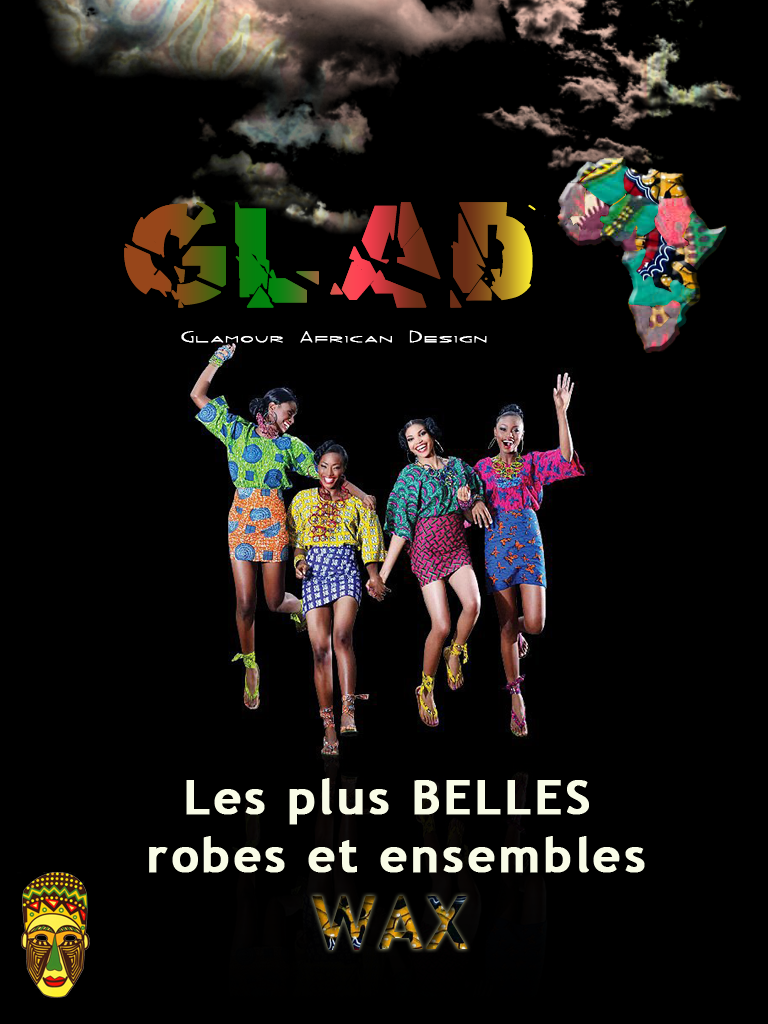 GLAD
Glamour African Design
Les plus BELLES
robes et ensembles
WAX